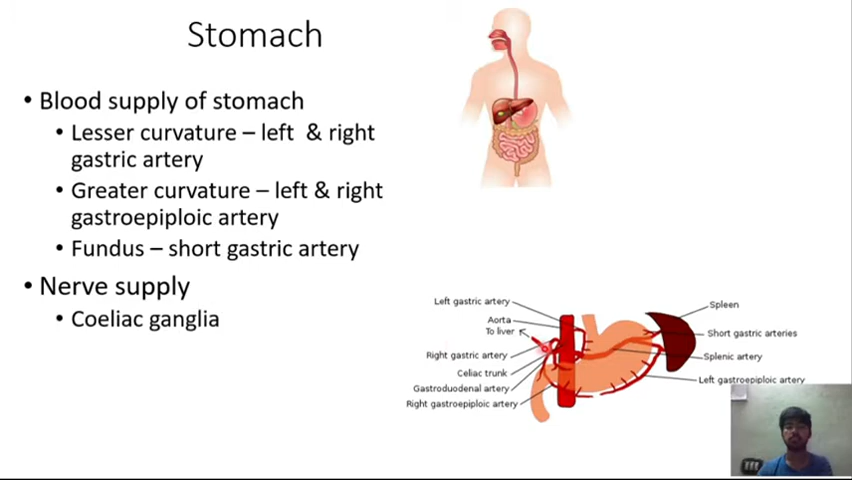 Stomach
• Blood supply of stomach
• Lesser curvature – left & right
gastric artery
• Greater curvature – left & right
gastroepiploic artery
• Fundus – short gastric artery
• Nerve supply
• Coeliac ganglia
Left gastric artery
Aorta
To liver
Right gastric artery
Celiac trunk
Gastroduodenal artery
Right gastroepiploic artery
Spleen
Short gastric arteries
Splenic artery
Left gastroepiploic artery